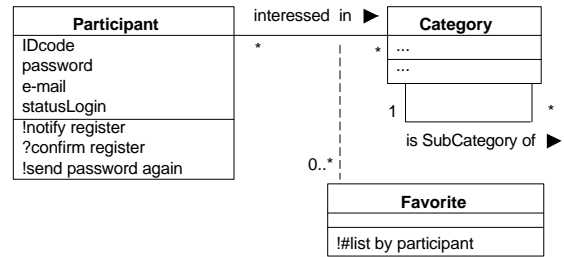 Participant
IDcode
password
e-mail
statusLogin
!notify register
?confirm register
!send password again
interessed in ►
*
*
Category
...
...
1
*
is SubCategory of ►
0..*
Favorite
!#list by participant